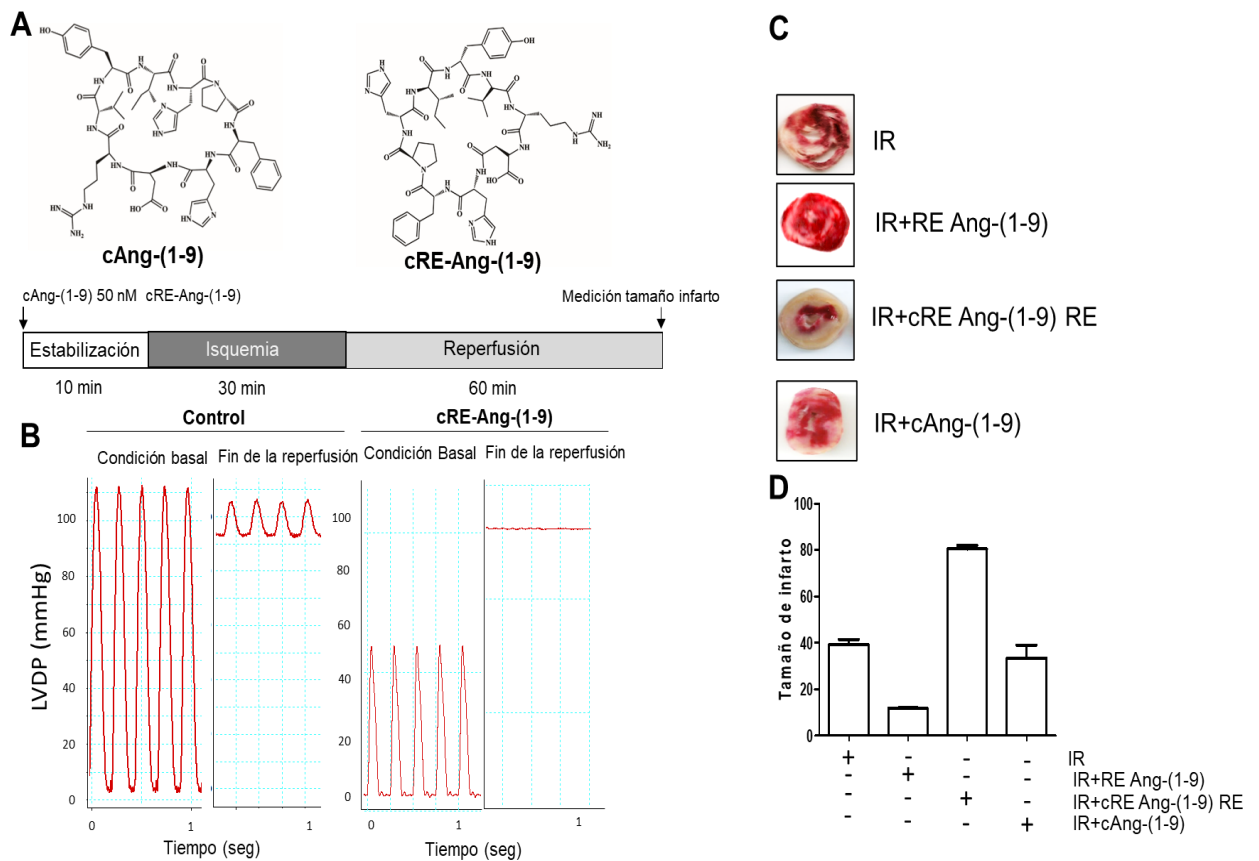 A
cAng-(1-9)
cRE-Ang-(1-9)
cAng-(1-9) 50 nM cRE-Ang-(1-9)
Medición tamaño infarto
Estabilización
Isquemia
Reperfusión
10 min
30 min
60 min
B
Control
cRE-Ang-(1-9)
Condición basal
Fin de la reperfusión
Condición Basal
Fin de la reperfusión
LVDP (mmHg)
100
80
60
40
20
0
100
80
60
40
20
0
0
1
1
0
1
1
Tiempo (seg)
Tiempo (seg)
C
IR
IR+RE Ang-(1-9)
IR+cRE Ang-(1-9) RE
IR+cAng-(1-9)
D
Tamaño de infarto
80
60
40
20
0
+ - - - IR
- + - - IR+RE Ang-(1-9)
- - + - IR+cRE Ang-(1-9) RE
- - - + IR+cAng-(1-9)